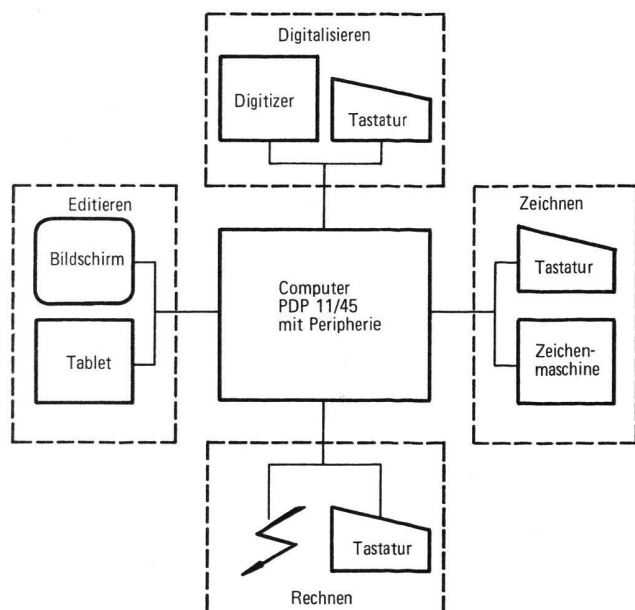 Digitalisieren
Digitizer
Tastatur
Editieren
Bildschirm
Tablet
Computer
PDP 11/45
mit Peripherie
Zeichnen
Tastatur
Zeichen-
maschine
Tastatur
Rechnen